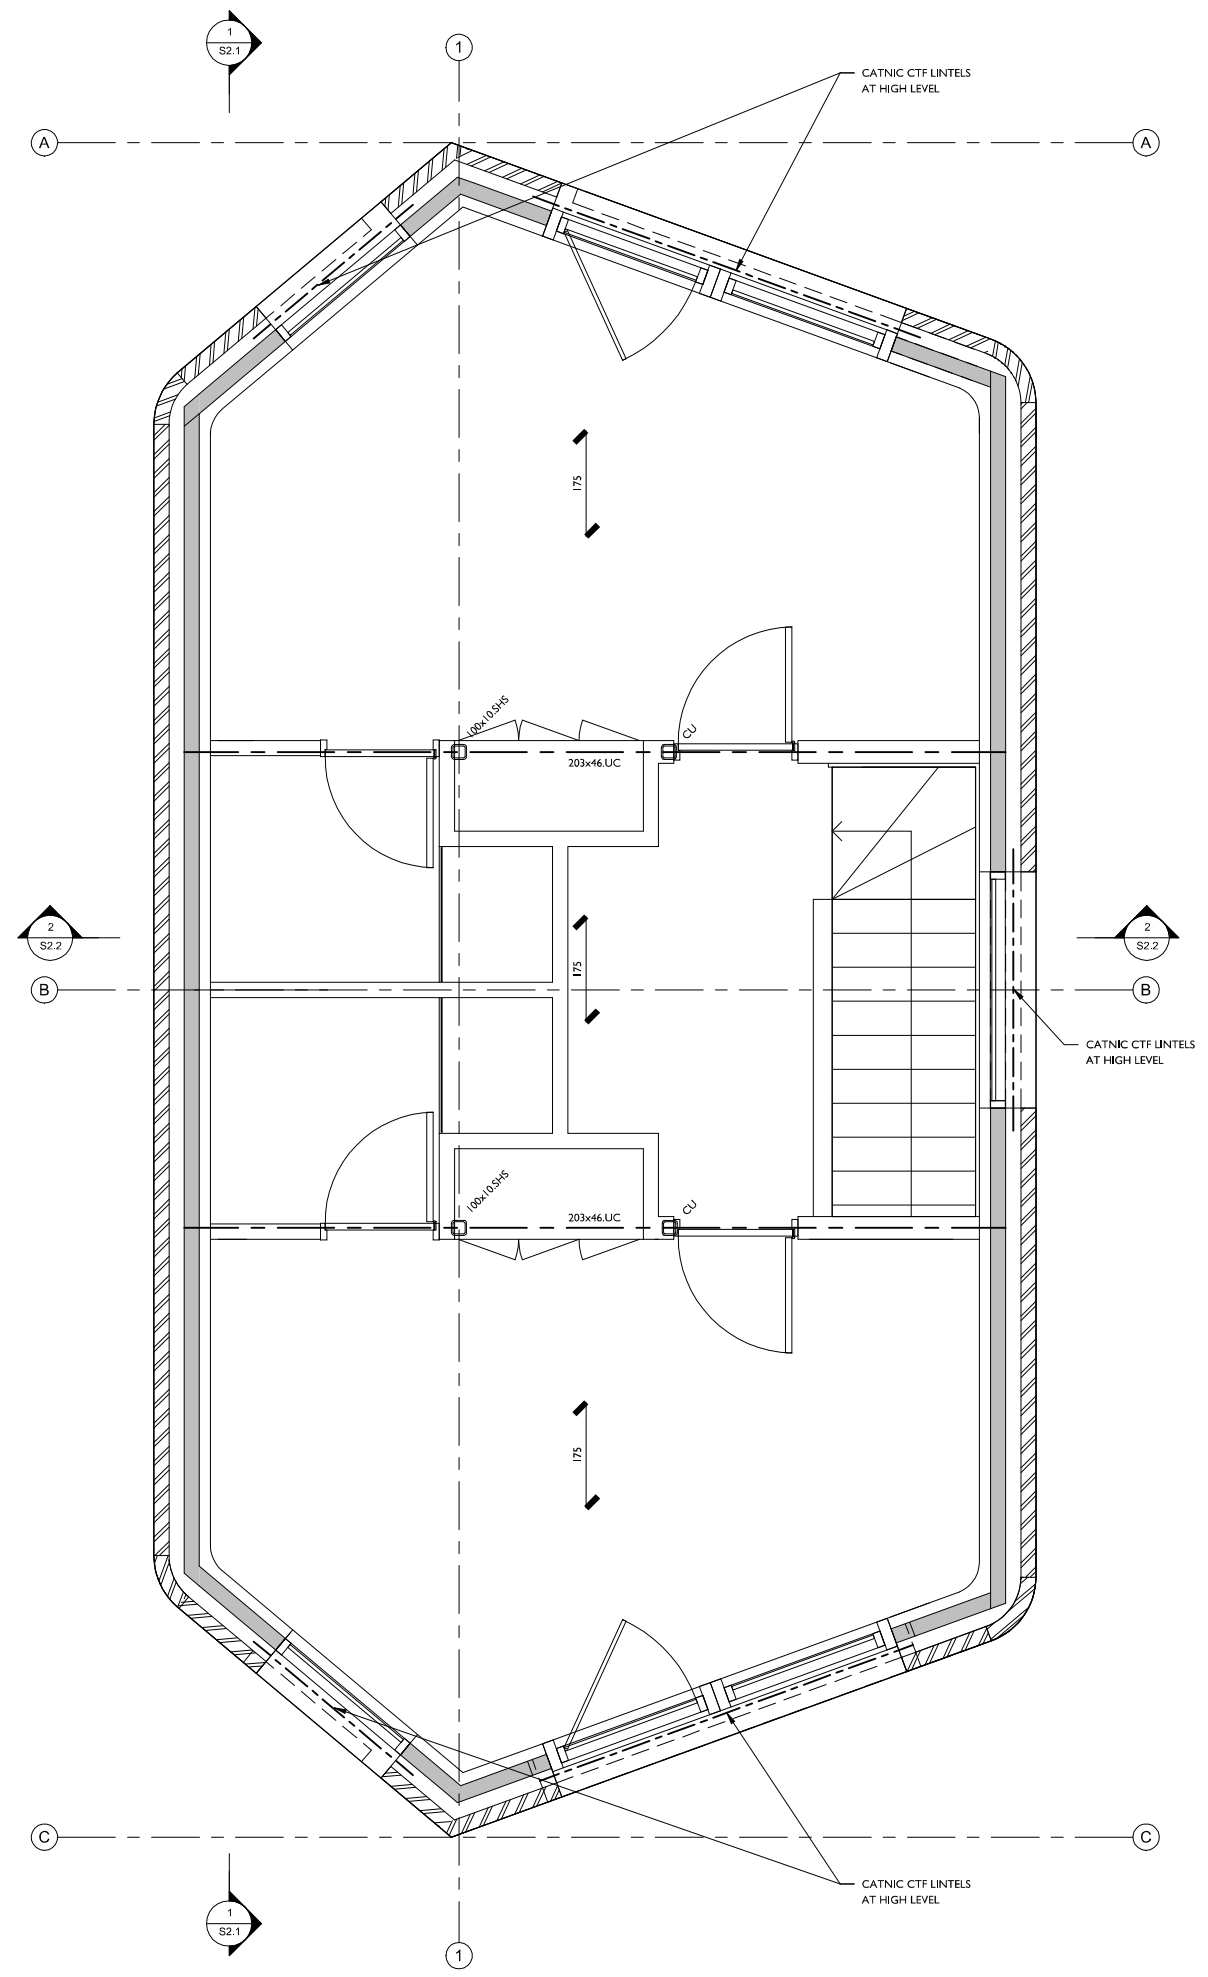 1
S2.1
1
CATNIC CTF LINTELS
AT HIGH LEVEL
A
A
175
100x10.SHS
CU
203x46.UC
2
S2.2
2
S2.2
175
B
B
CATNIC CTF LINTELS
AT HIGH LEVEL
100x10.SHS
CU
203x46.UC
175
C
C
CATNIC CTF LINTELS
AT HIGH LEVEL
1
S2.1
1